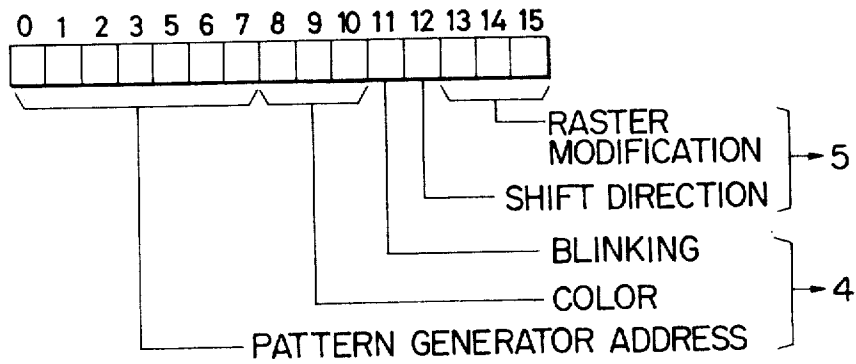 0 1 2 3 5 6 7 8 9 10 11 12 13 14 15
RASTER
MODIFICATION
5
SHIFT DIRECTION
BLINKING
4
COLOR
PATTERN GENERATOR ADDRESS